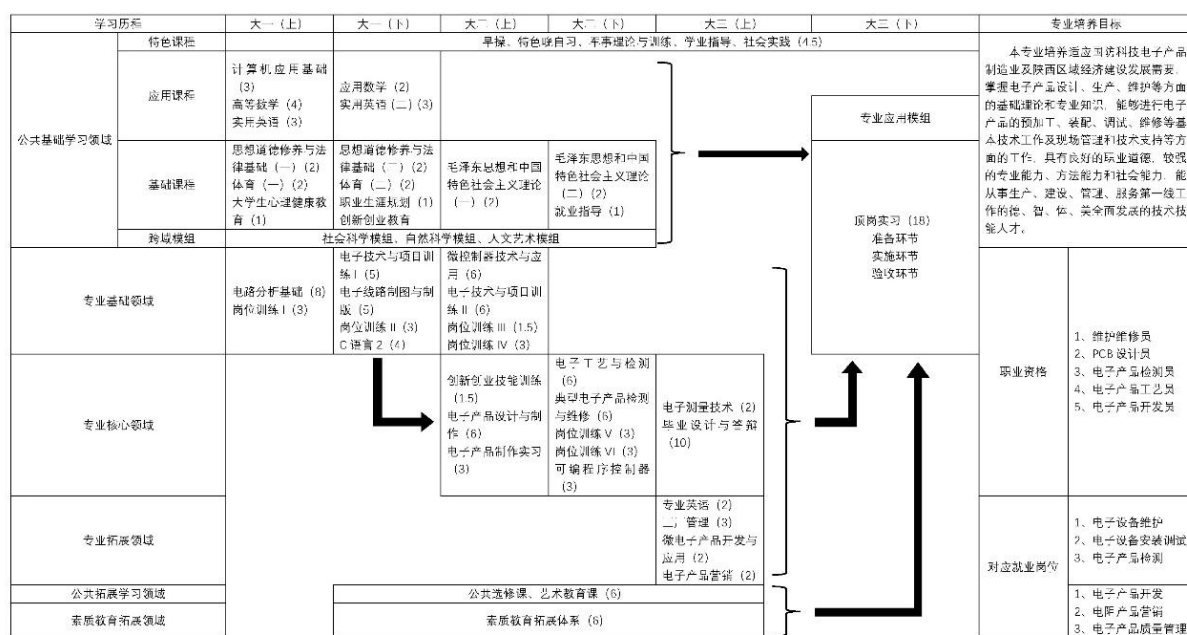 学习历程 大一（上） 大一（下） 大二（上） 大二（下） 大三（上） 大三（下） 专业培养目标
公共基础学习领域
特色课程
早操、特色晚自习、军事理论与训练、学业指导、社会实践（4.5）
应用课程
计算机应用基础
（3）
高等数学（4）
实用英语（3）
应用数学（2）
实用英语（二）（3）
基础课程
思想道德修养与法
律基础（一）（2）
体育（一）（2）
大学生心理健康教
育（1）
思想道德修养与法
律基础（二）（2）
体育（二）（2）
职业生涯规划（1）
创新创业教育
毛泽东思想和中国
特色社会主义理论
（一）（2）
毛泽东思想和中国
特色社会主义理论
（二）（2）
就业指导（1）
跨域模组
社会科学模组、自然科学模组、人文艺术模组
专业应用模组
顶岗实习（18）
准备环节
实施环节
验收环节
本专业培养适应国防科技电子产品
制造业及陕西区域经济建设发展需要，
掌握电子产品设计、生产、维护等方面
的基础理论和专业知识，能够进行电子
产品的预加工、装配、调试、维修等基
本技术工作及现场管理和技术支持等方
面的工作，具有良好的职业道德，较强
的专业能力、方法能力和社会能力，能
从事生产、建设、管理、服务第一线工
作的德、智、体、美全面发展的技术技
能人才。
专业基础领域
电路分析基础（8）
岗位训练 I（3）
电子技术与项目训
练 I（5）
电子线路制图与制
版（5）
岗位训练 II（3）
C 语言 2（4）
微控制器技术与应
用（6）
电子技术与项目训
练 II（6）
岗位训练 III（1.5）
岗位训练 IV（3）
专业核心领域
创新创业技能训练
（1.5）
电子产品设计与制
作（6）
电子产品制作实习
（3）
电子工艺与检测
（6）
典型电子产品检测
与维修（6）
岗位训练 V（3）
岗位训练 VI（3）
可编程序控制器
（3）
电子测量技术（2）
毕业设计与答辩
（10）
职业资格
1、维护维修员
2、PCB 设计员
3、电子产品检测员
4、电子产品工艺员
5、电子产品开发员
专业拓展领域
专业英语（2）
管理（3）
微电子产品开发与
应用（2）
电子产品营销（2）
对应就业岗位
1、电子设备维护
2、电子设备安装调试
3、电子产品检测
公共拓展学习领域
公共选修课、艺术教育课（6）
素质教育拓展领域
素质教育拓展体系（6）
1、电子产品开发
2、电子产品营销
3、电子产品质量管理